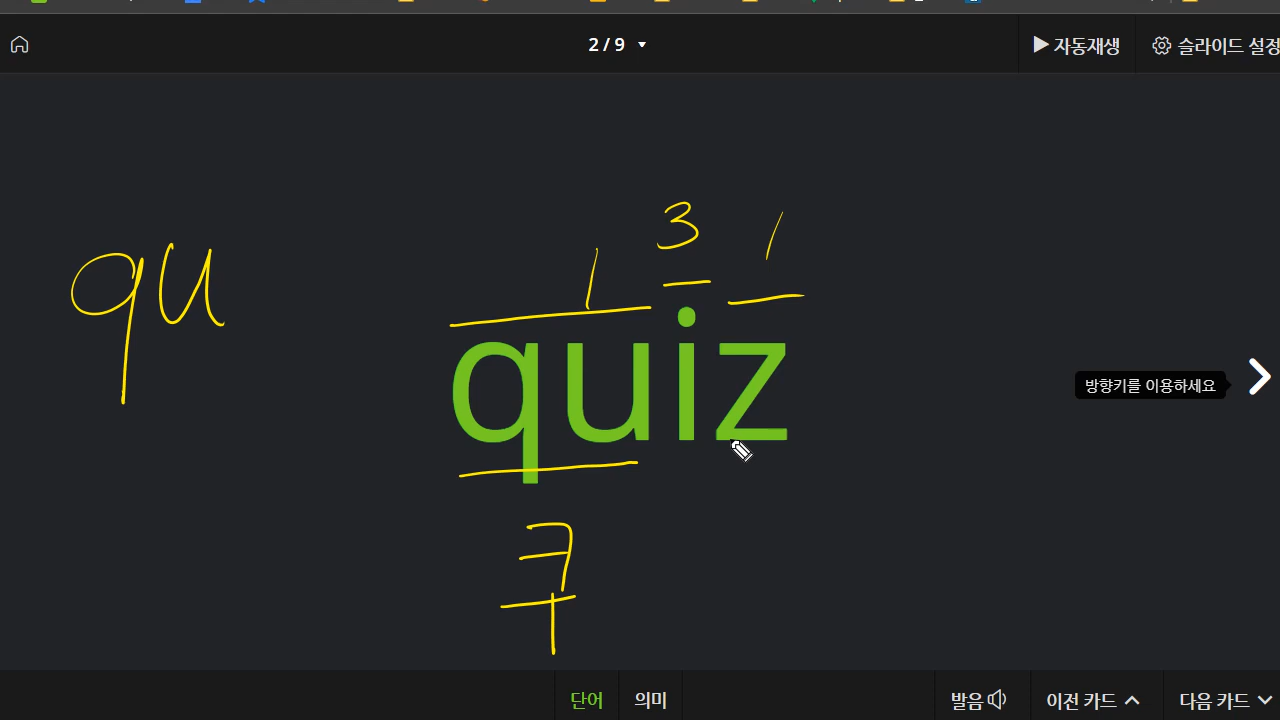 2 / 9
자동재생
슬라이드 설정
qu
1 3 1
quiz
쿠
방향키를 이용하세요
단어
의미
발음
이전 카드
다음 카드